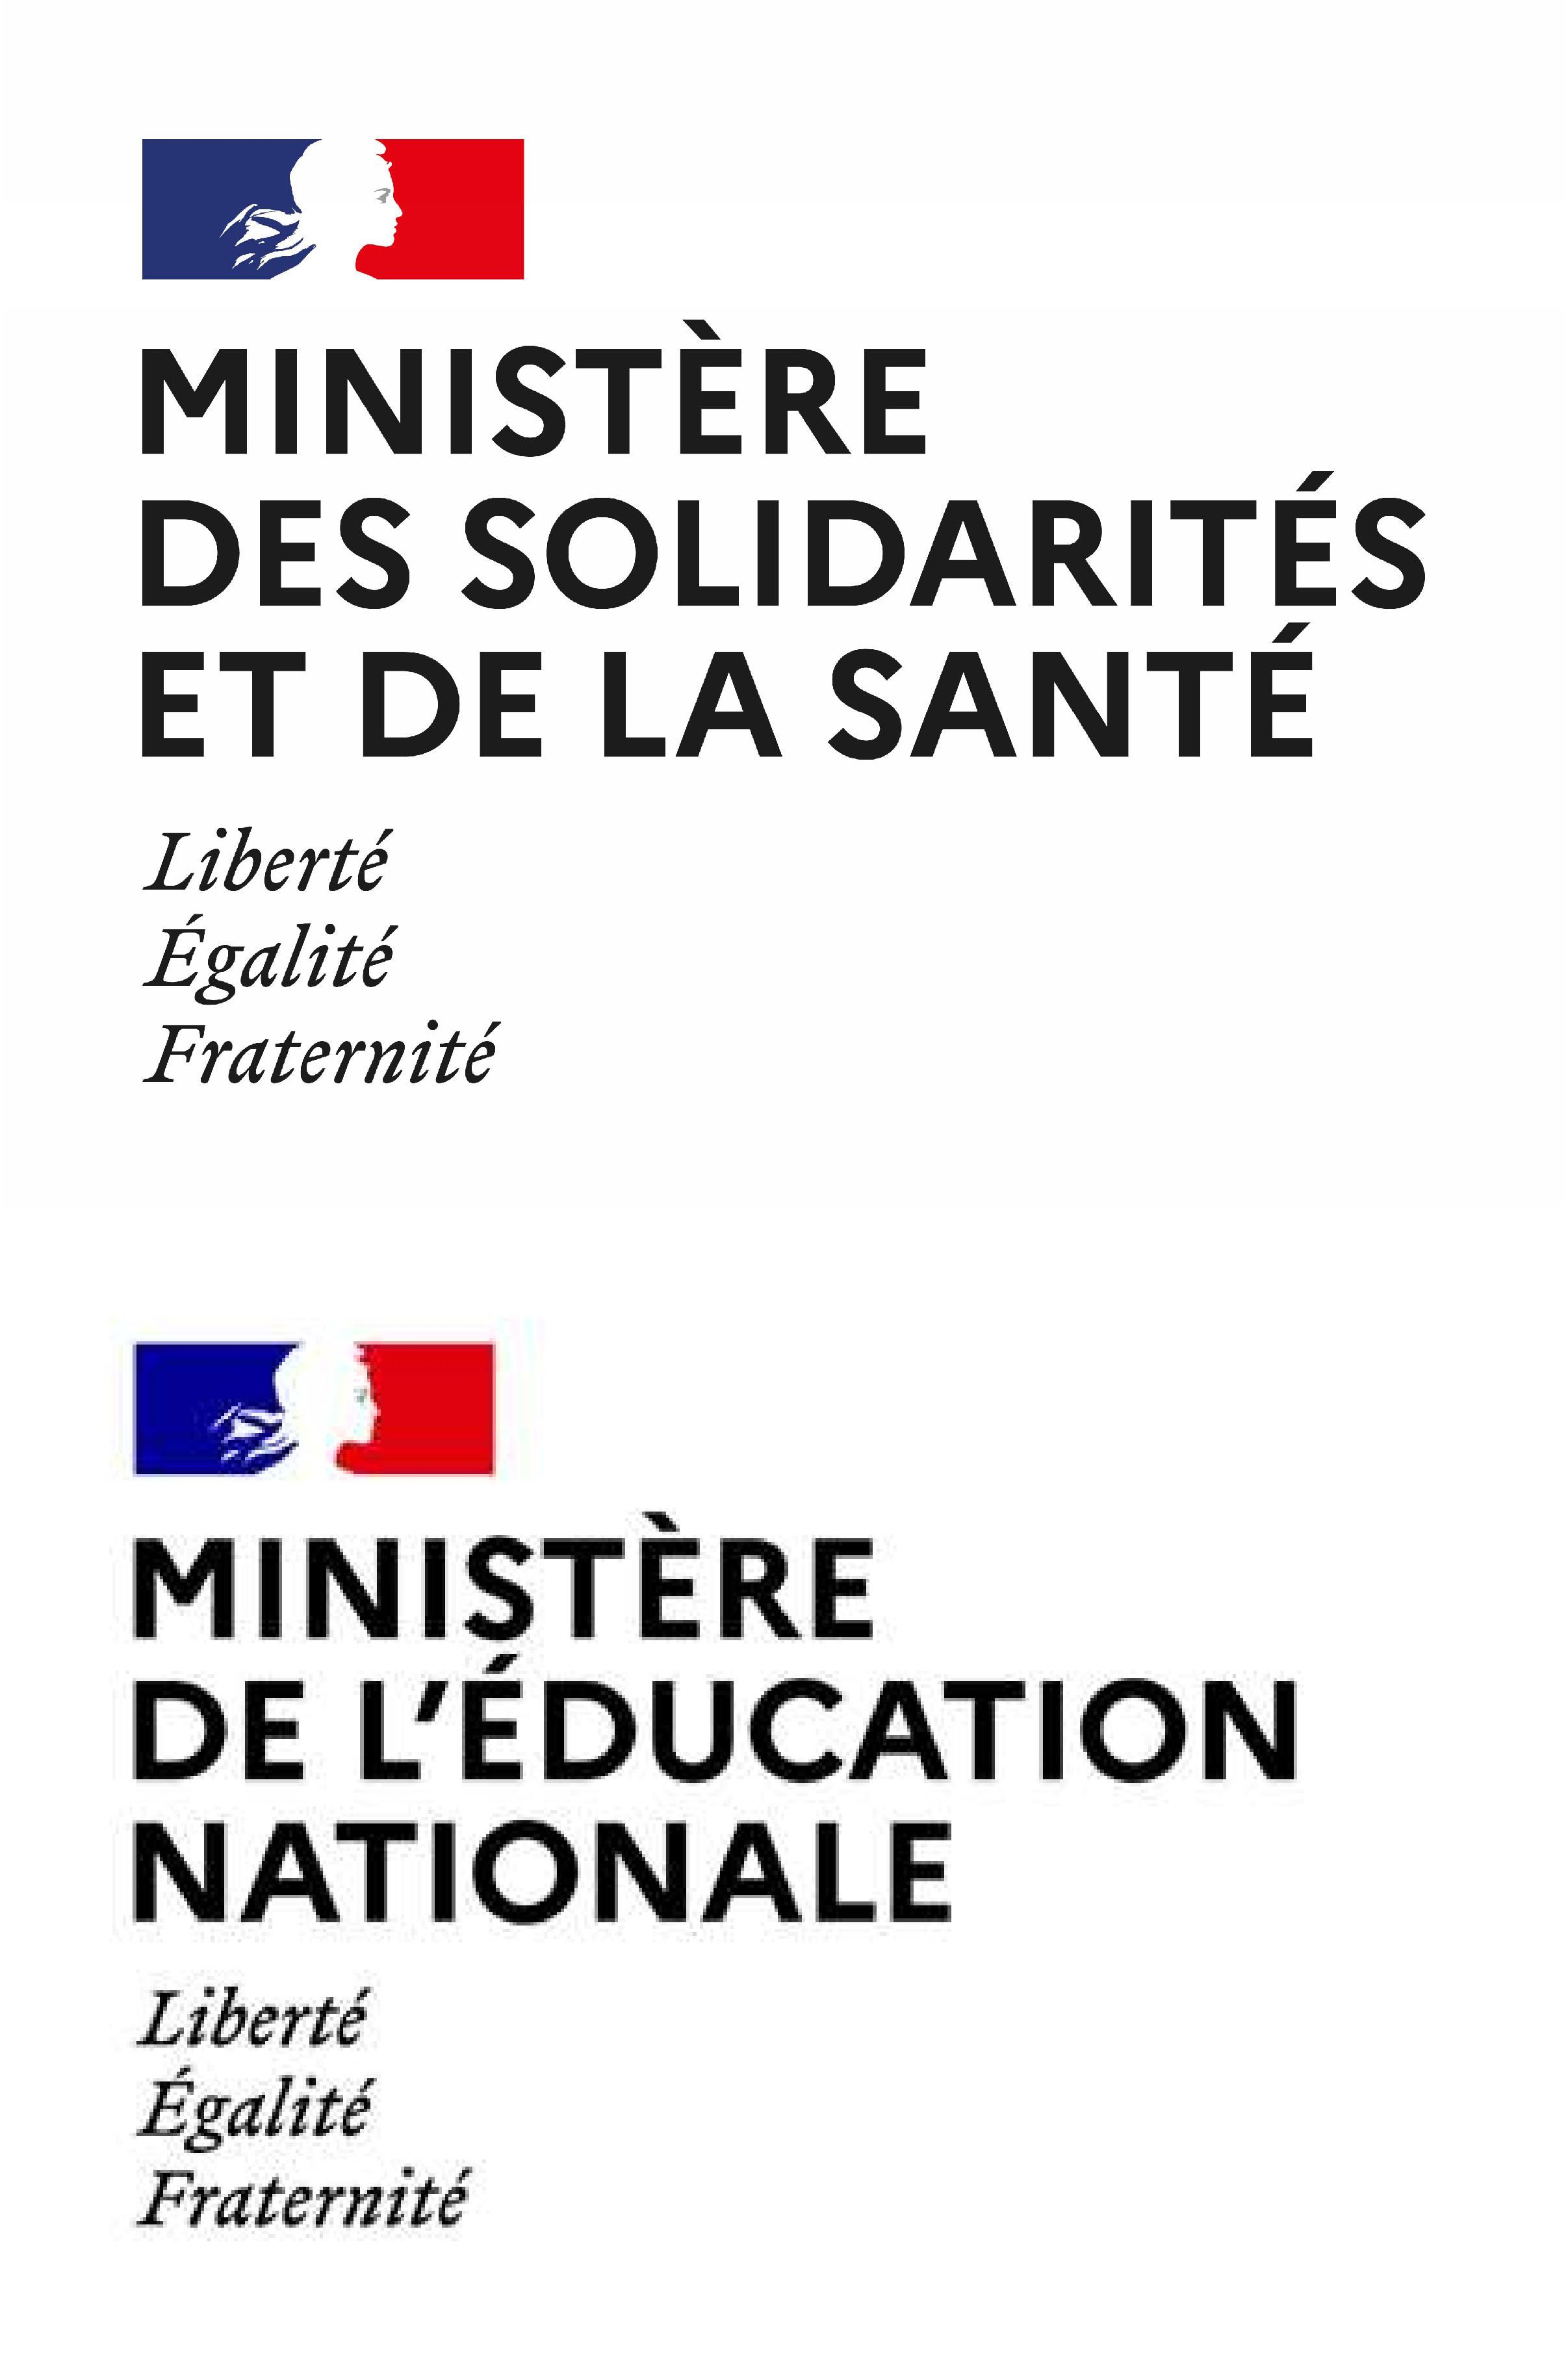 MINISTÈRE
DES SOLIDARITÉS
ET DE LA SANTÉ
Liberté
Égalité
Fraternité
MINISTÈRE
DE L’ÉDUCATION
NATIONALE
Liberté
Égalité
Fraternité